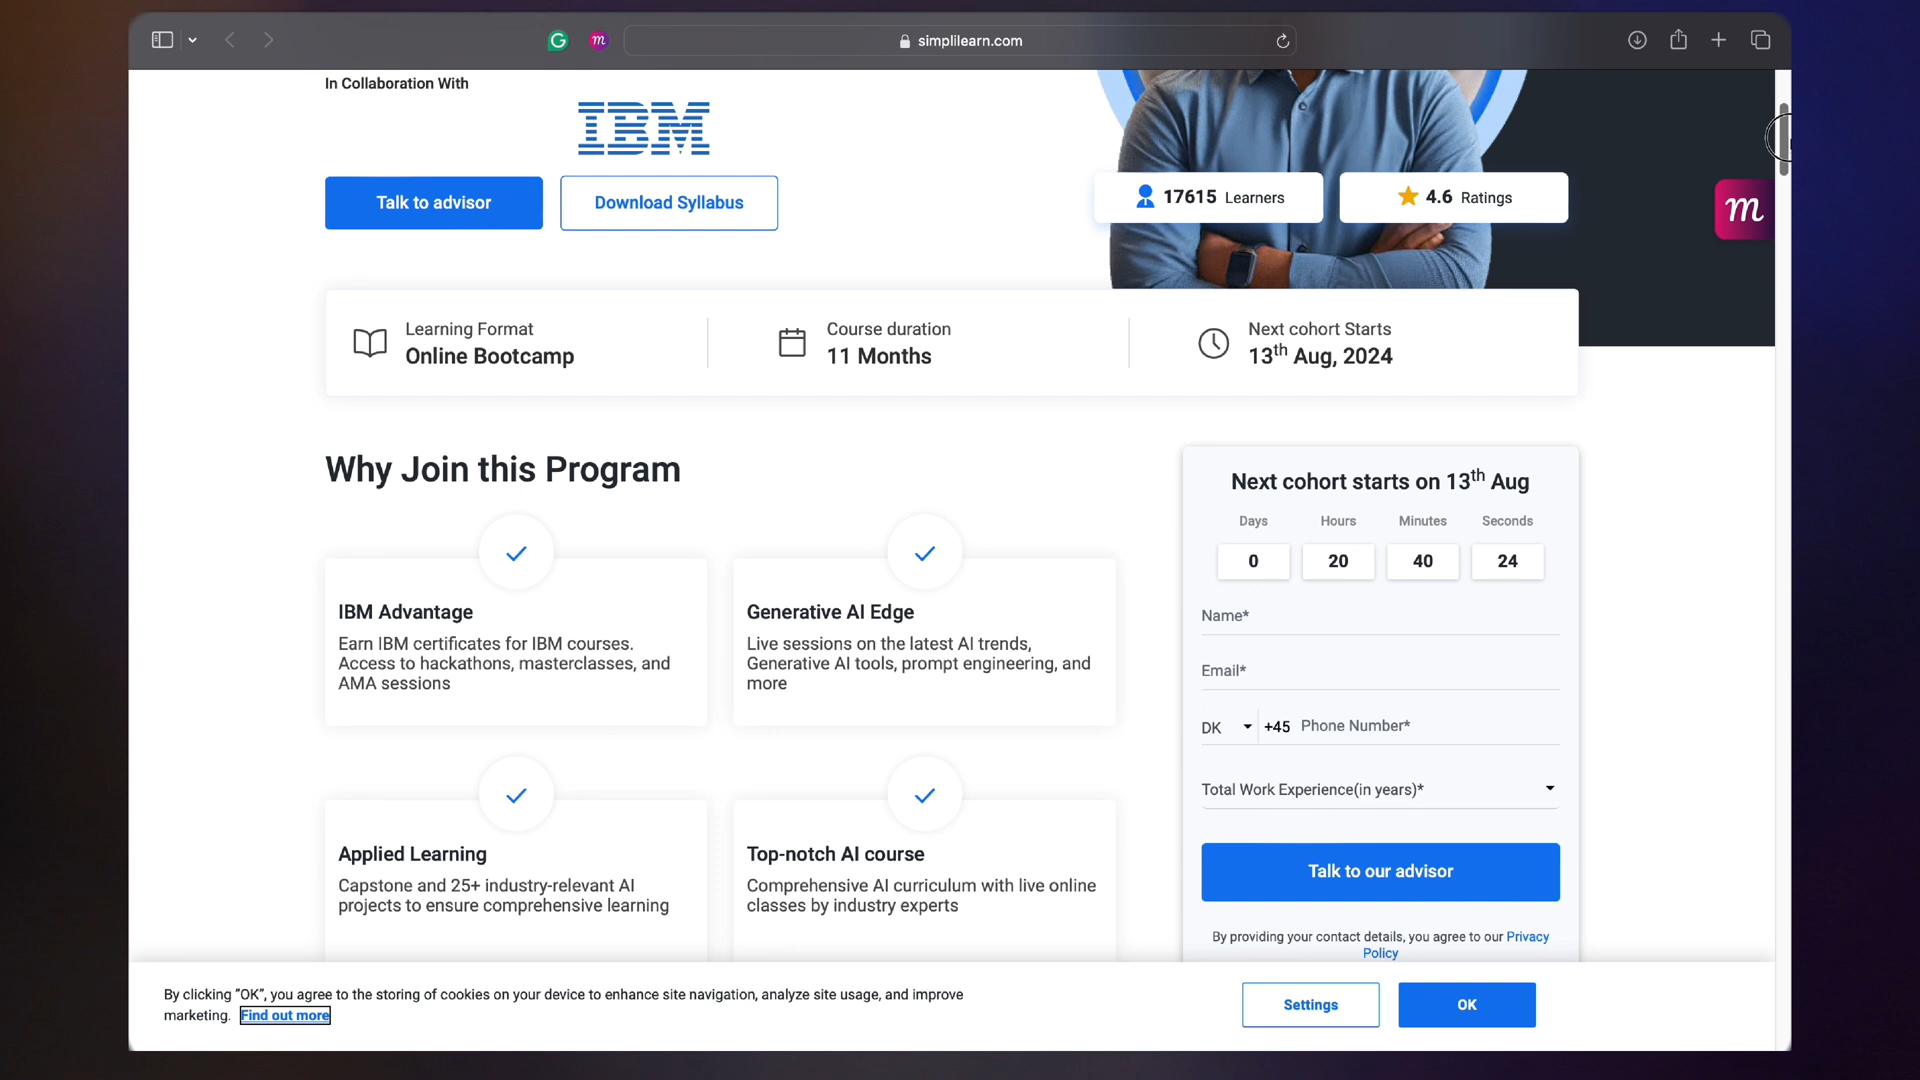 simplilearn.com
In Collaboration With
IBM
Talk to advisor
Download Syllabus
17615 Learners
4.6 Ratings
m
Learning Format
Online Bootcamp
Course duration
11 Months
Next cohort Starts
13th Aug, 2024
Why Join this Program
IBM Advantage
Earn IBM certificates for IBM courses.
Access to hackathons, masterclasses, and
AMA sessions
Generative AI Edge
Live sessions on the latest AI trends,
Generative AI tools, prompt engineering, and
more
Applied Learning
Capstone and 25+ industry-relevant AI
projects to ensure comprehensive learning
Top-notch AI course
Comprehensive AI curriculum with live online
classes by industry experts
Next cohort starts on 13th Aug
Days Hours Minutes Seconds
0 20 40 24
Name*
Email*
DK +45 Phone Number*
Total Work Experience(in years)*
Talk to our advisor
By providing your contact details, you agree to our Privacy
Policy
By clicking "OK", you agree to the storing of cookies on your device to enhance site navigation, analyze site usage, and improve
marketing. Find out more
Settings
OK